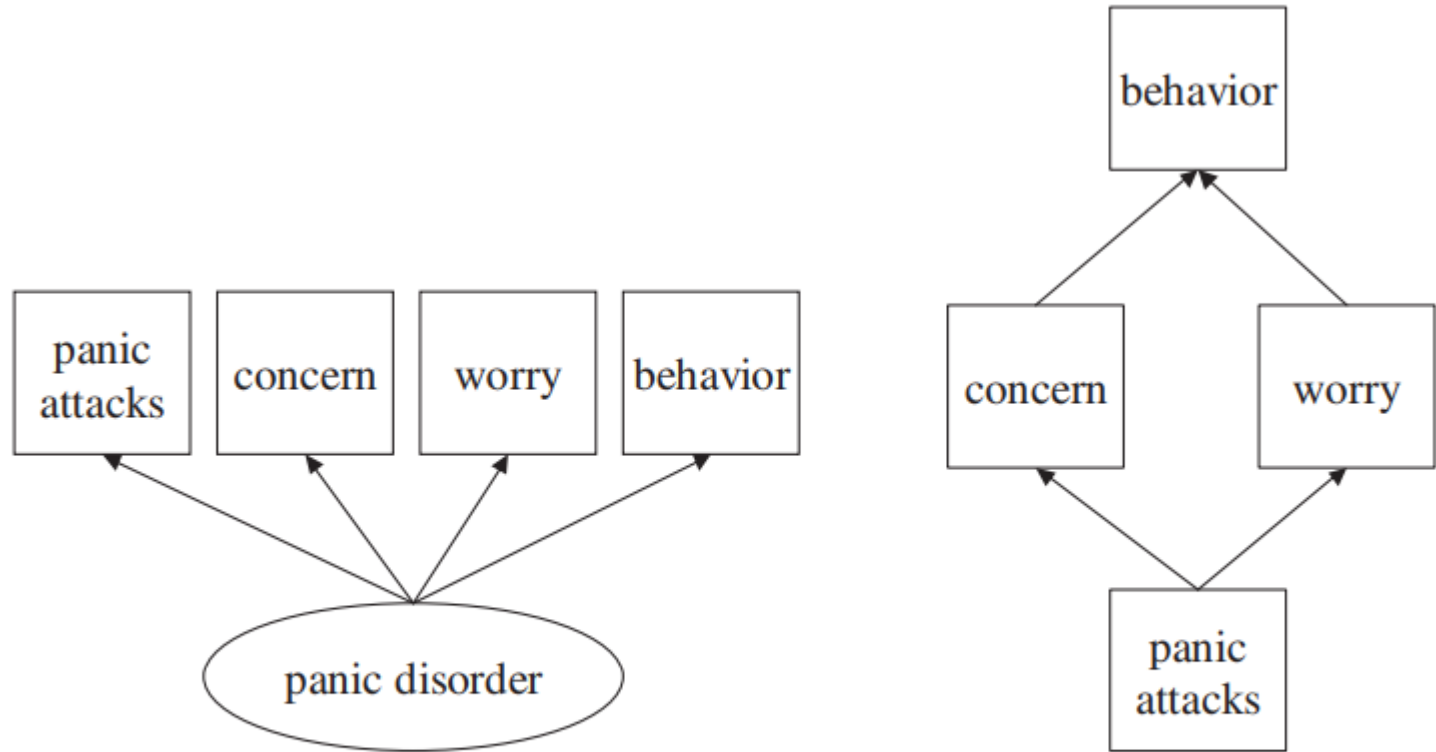 panic
attacks
concern
worry
behavior
panic disorder
behavior
concern
worry
panic
attacks